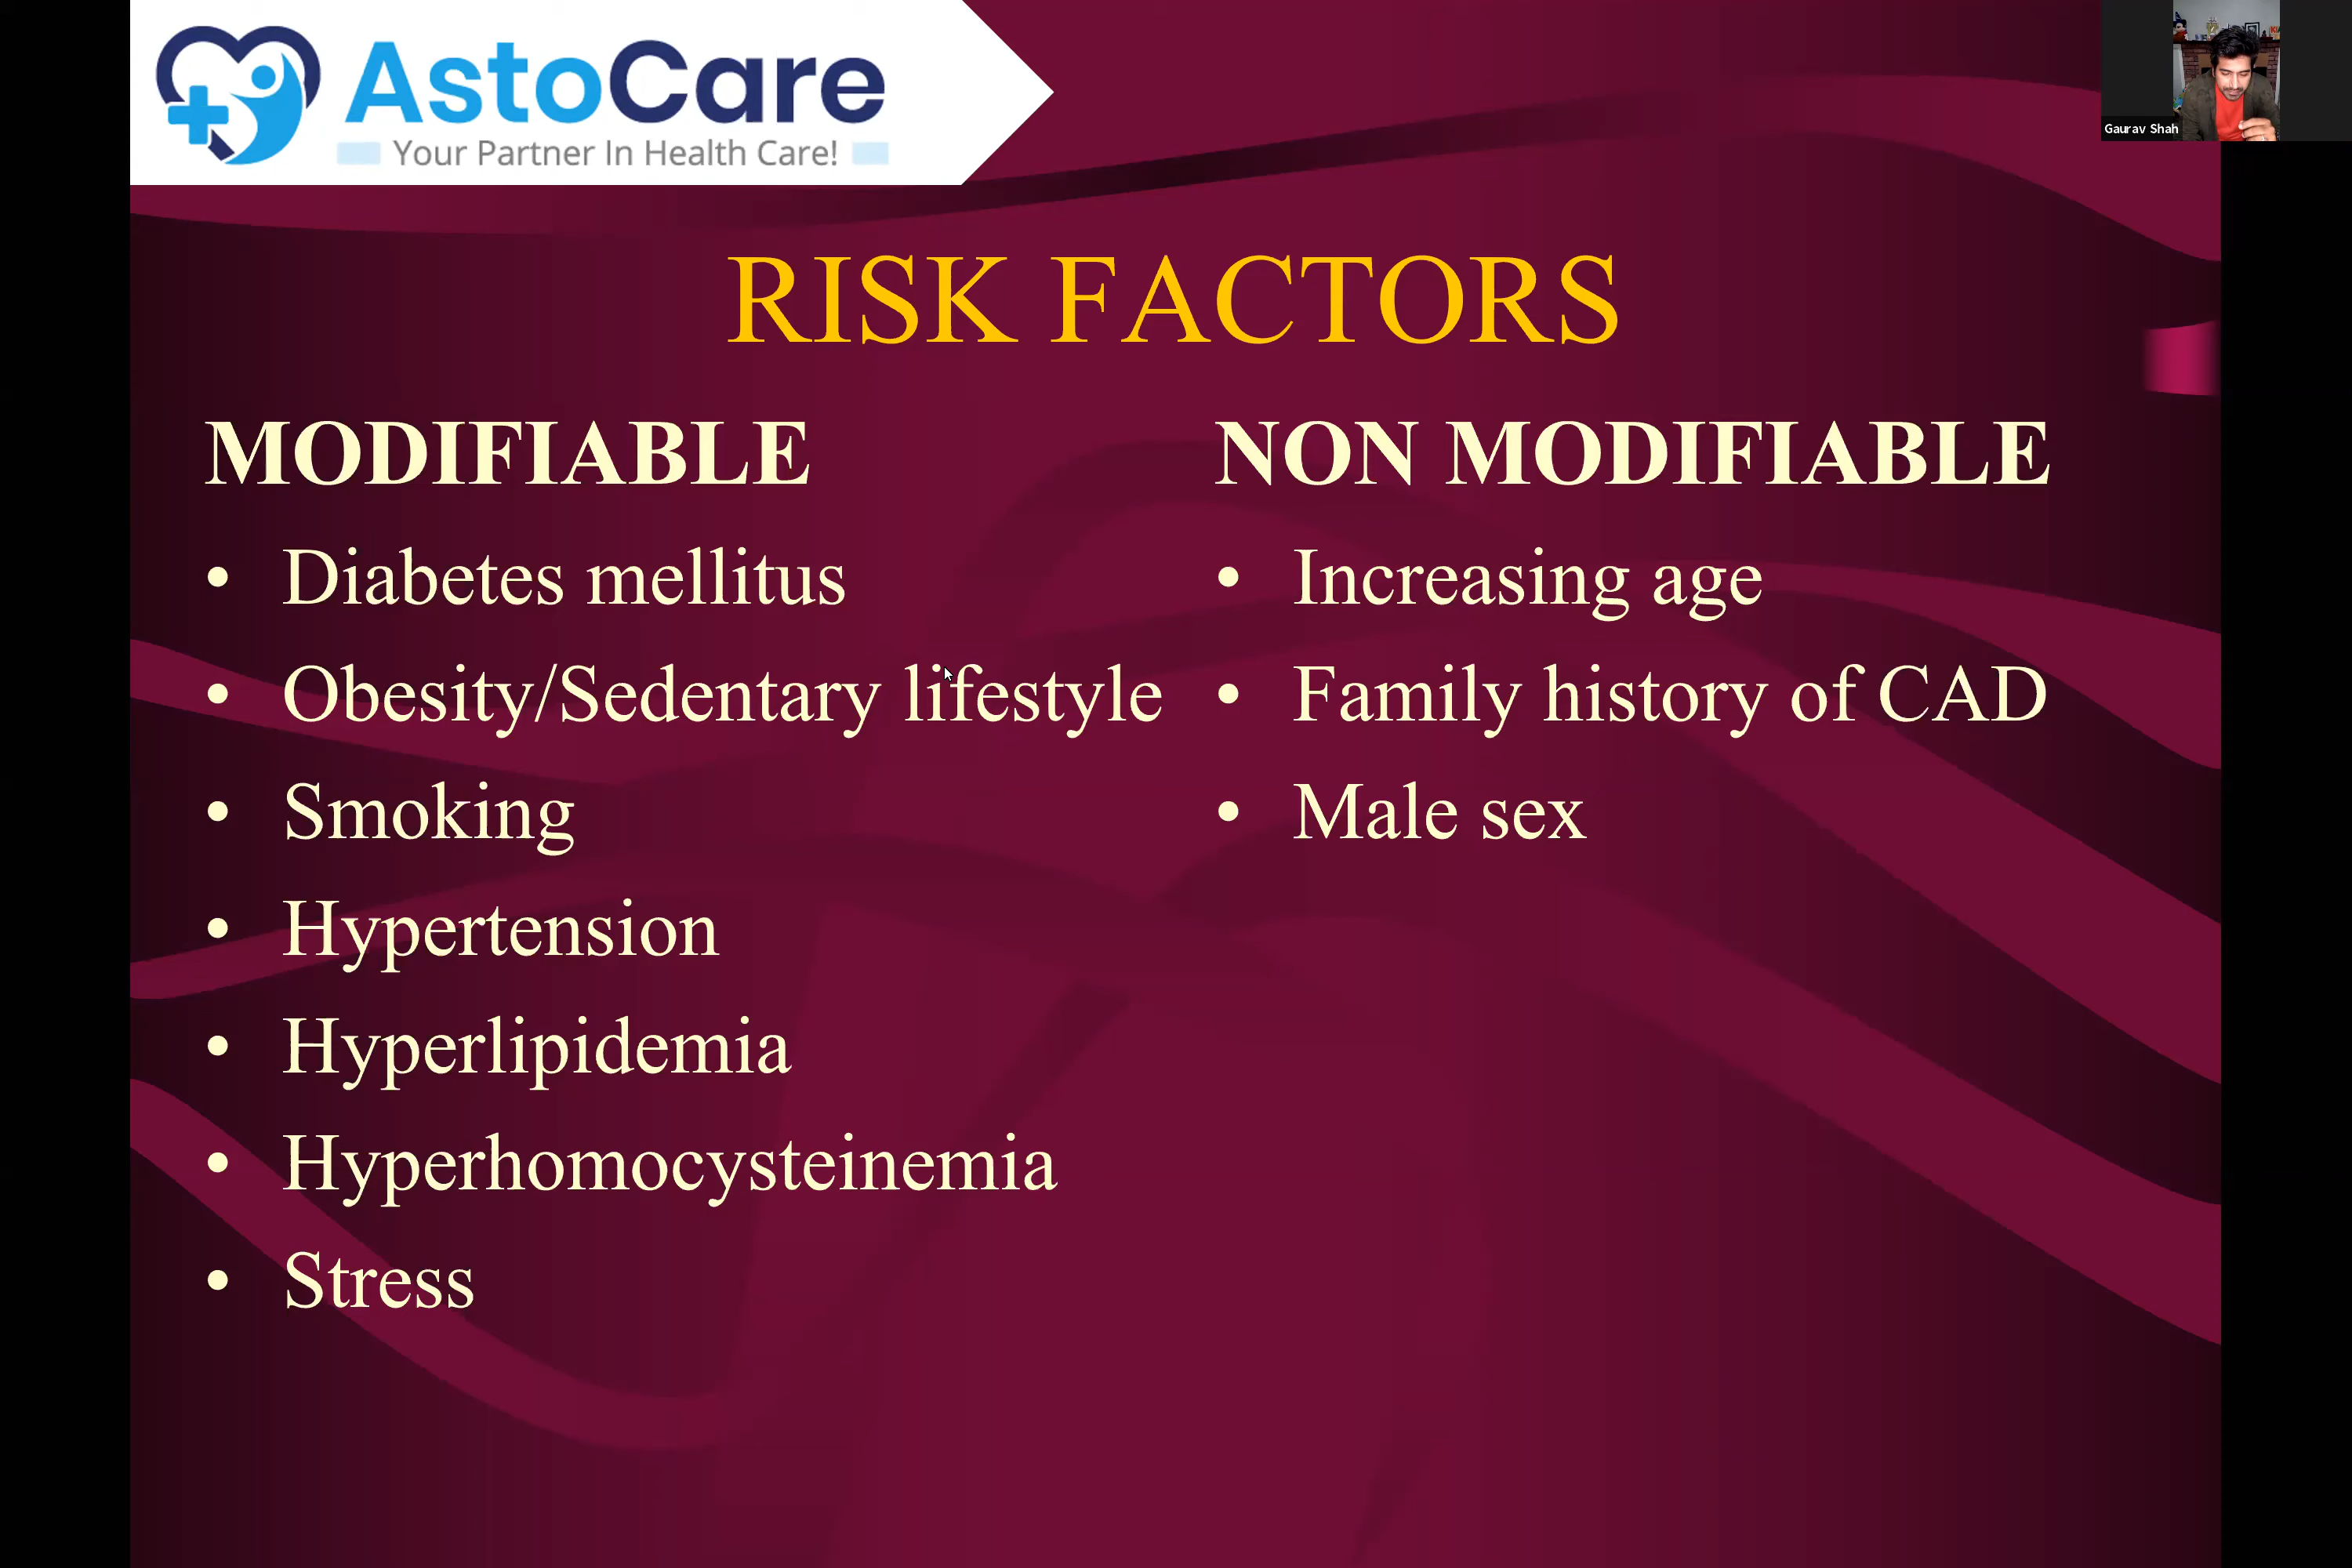 AstoCare
Your Partner In Health Care!
Gaurav Shah
RISK FACTORS
MODIFIABLE
• Diabetes mellitus
• Obesity/Sedentary lifestyle
• Smoking
• Hypertension
• Hyperlipidemia
• Hyperhomocysteinemia
• Stress
NON MODIFIABLE
• Increasing age
• Family history of CAD
• Male sex